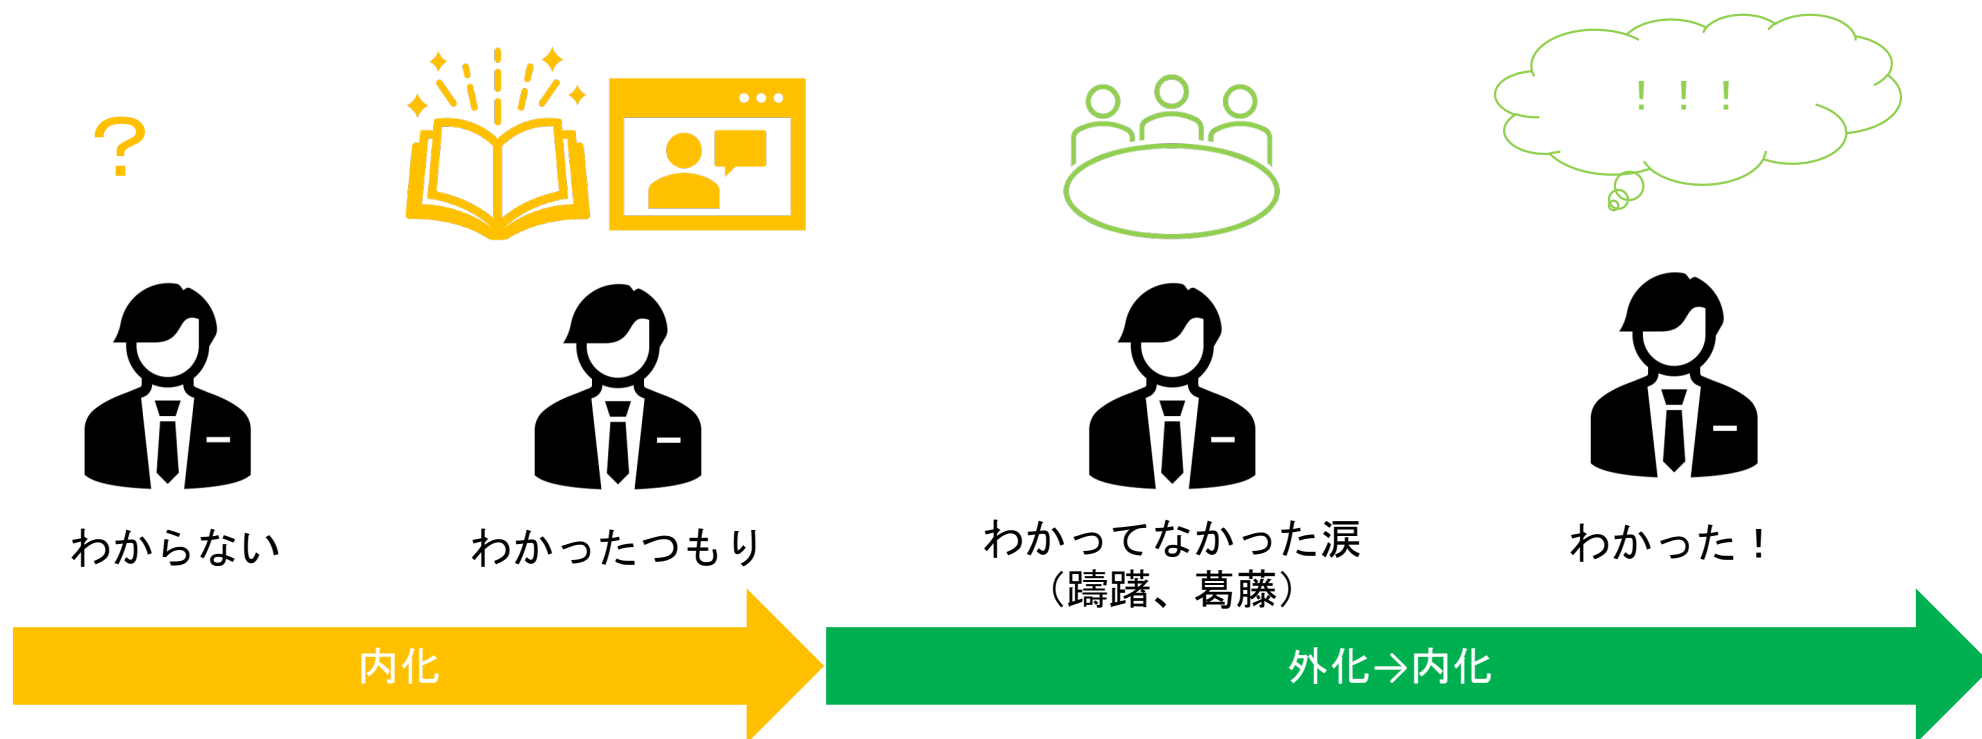 ？
！！！
わからない
わかったつもり
わかってなかった涙
（躊躇、葛藤）
わかった！
内化
外化→内化